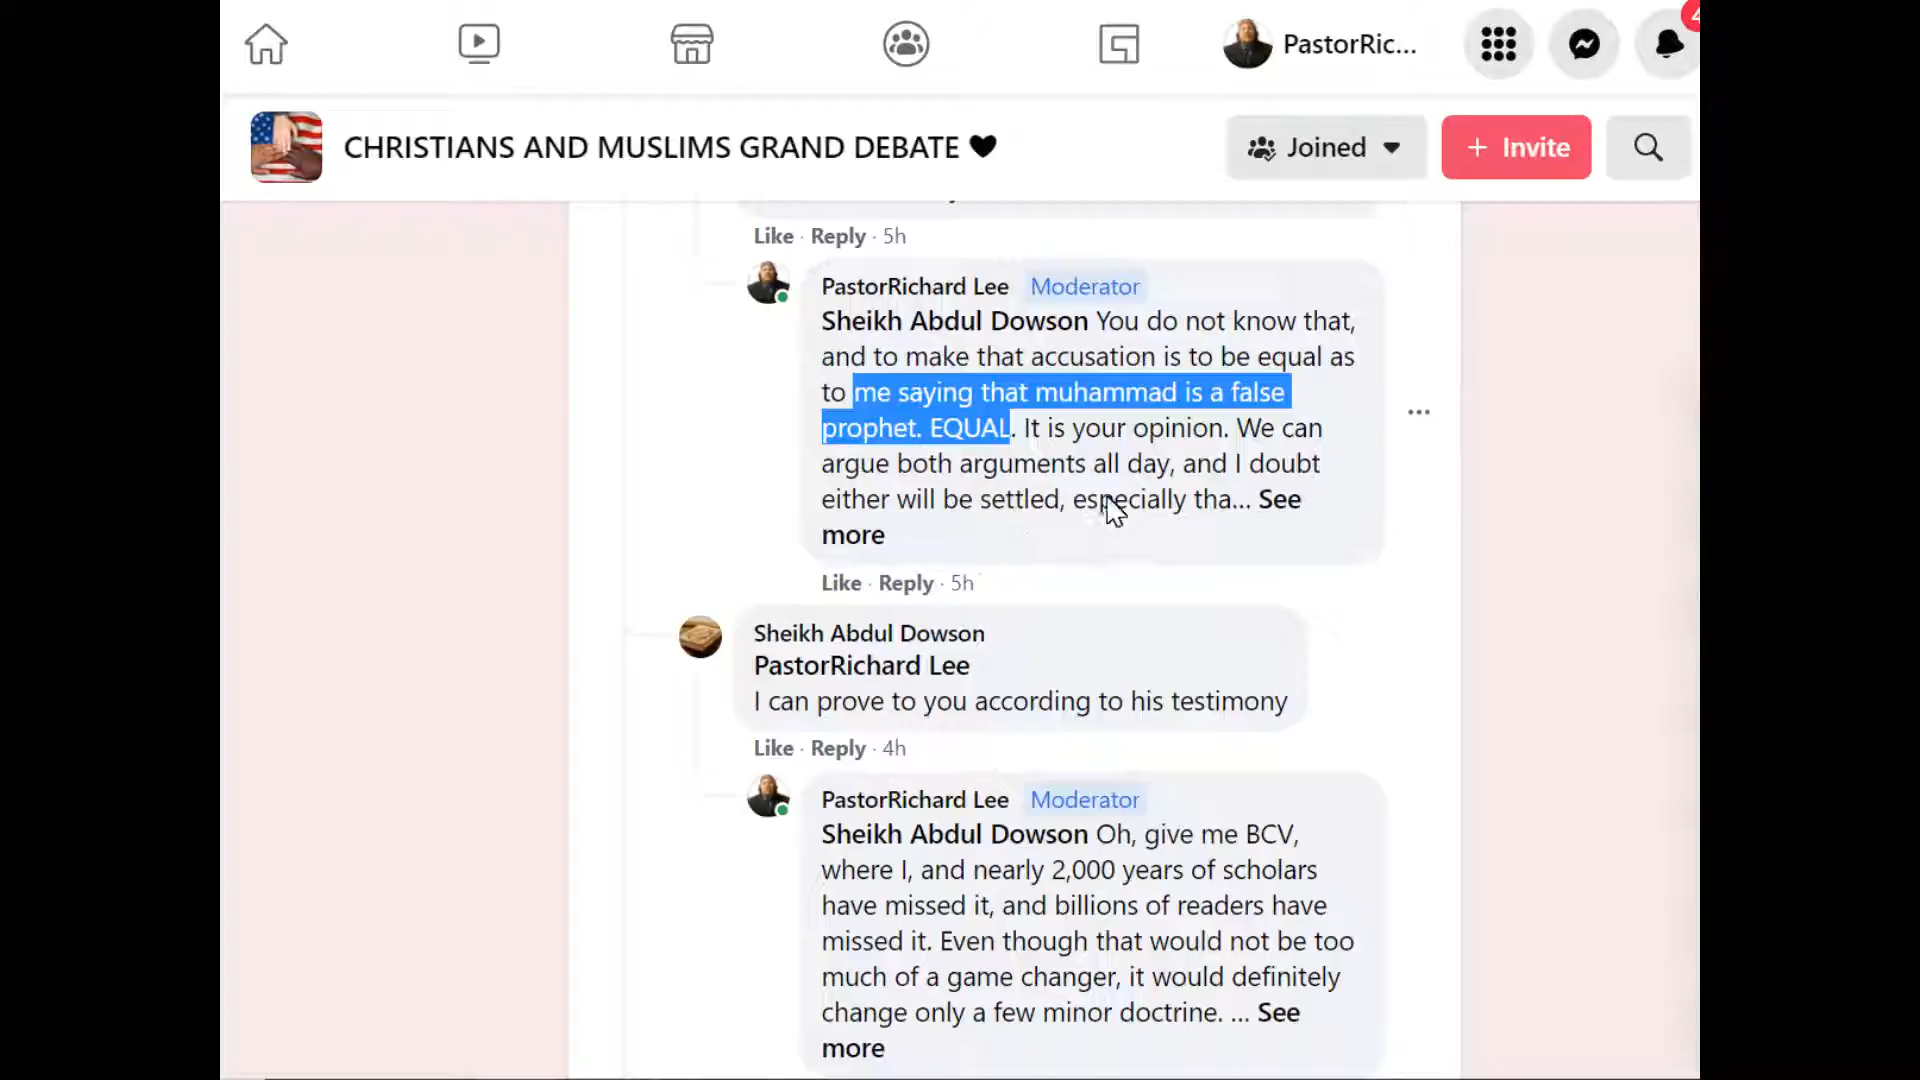 PastorRic...
CHRISTIANS AND MUSLIMS GRAND DEBATE 🖤
Joined
+ Invite
Like · Reply · 5h
PastorRichard Lee Moderator
Sheikh Abdul Dowson You do not know that,
and to make that accusation is to be equal as
to me saying that muhammad is a false
prophet. EQUAL. It is your opinion. We can
argue both arguments all day, and I doubt
either will be settled, especially tha... See
more
Like · Reply · 5h
Sheikh Abdul Dowson
PastorRichard Lee
I can prove to you according to his testimony
Like · Reply · 4h
PastorRichard Lee Moderator
Sheikh Abdul Dowson Oh, give me BCV,
where I, and nearly 2,000 years of scholars
have missed it, and billions of readers have
missed it. Even though that would not be too
much of a game changer, it would definitely
change only a few minor doctrine. ... See
more